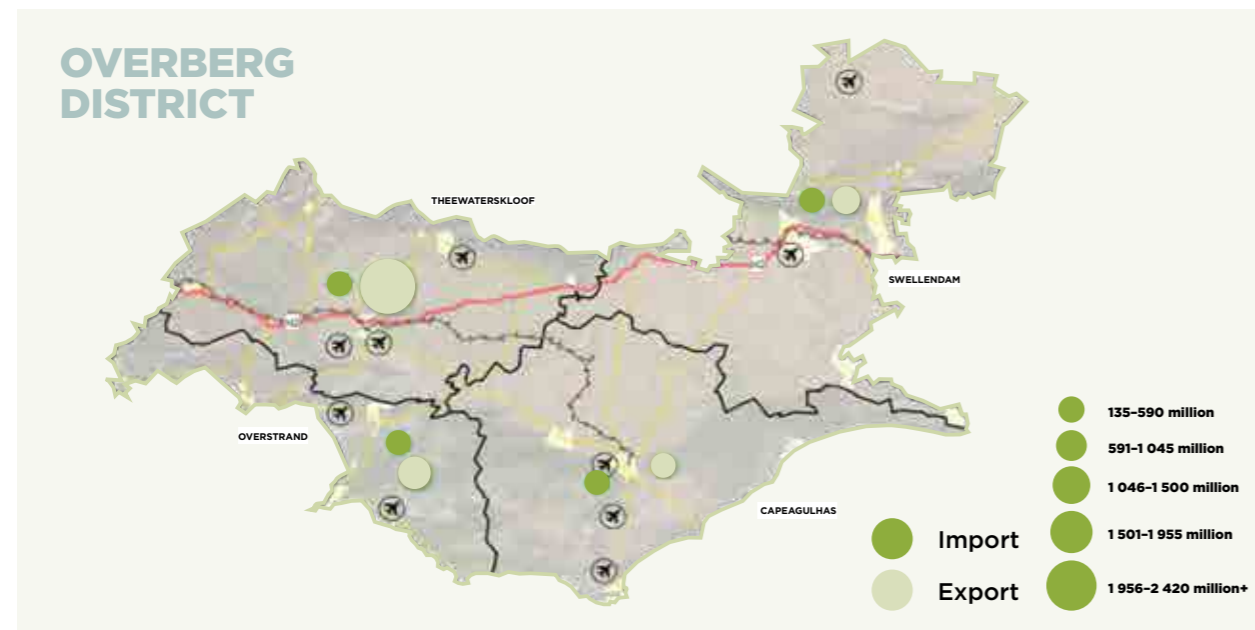 OVERBERG
DISTRICT
THEEWATERSKLOOF
SWELLENDAM
OVERSTRAND
CAPEAGULHAS
Import
Export
135–590 million
591–1 045 million
1 046–1 500 million
1 501–1 955 million
1 956–2 420 million+